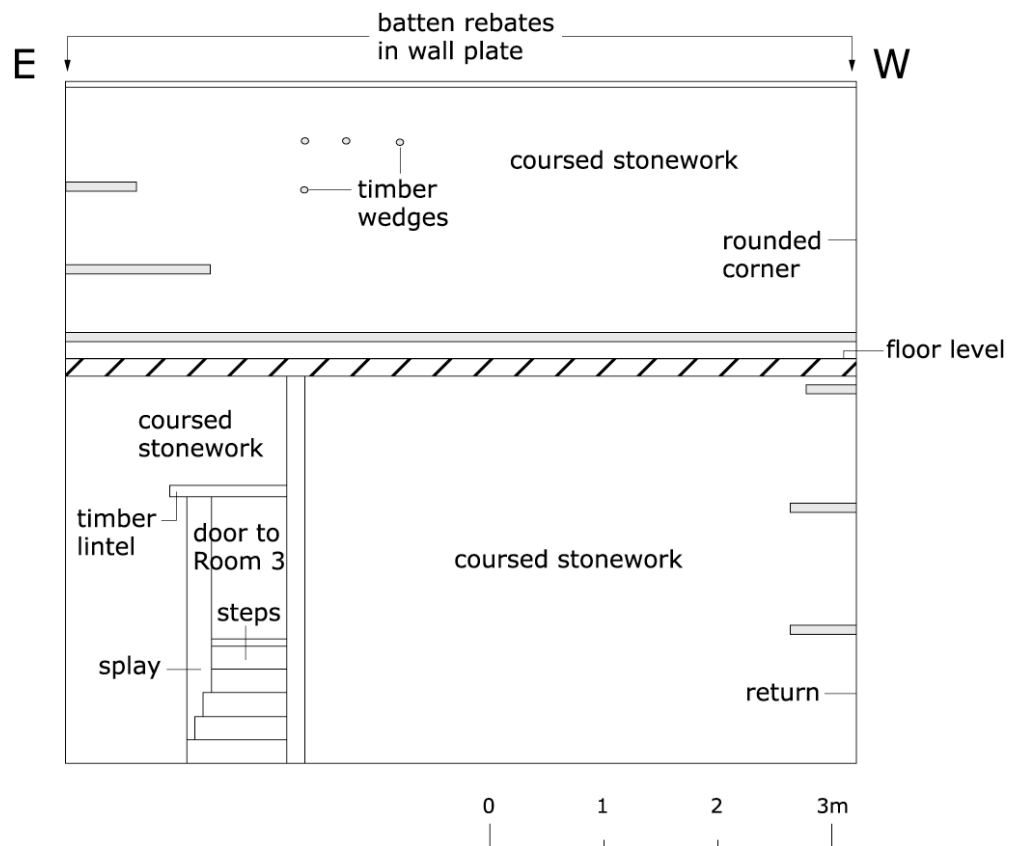 batten rebates
in wall plate
E
W
coursed stonework
timber
wedges
rounded
corner
floor level
coursed
stonework
timber
lintel
door to
Room 3
coursed stonework
steps
splay
return
0 1 2 3m